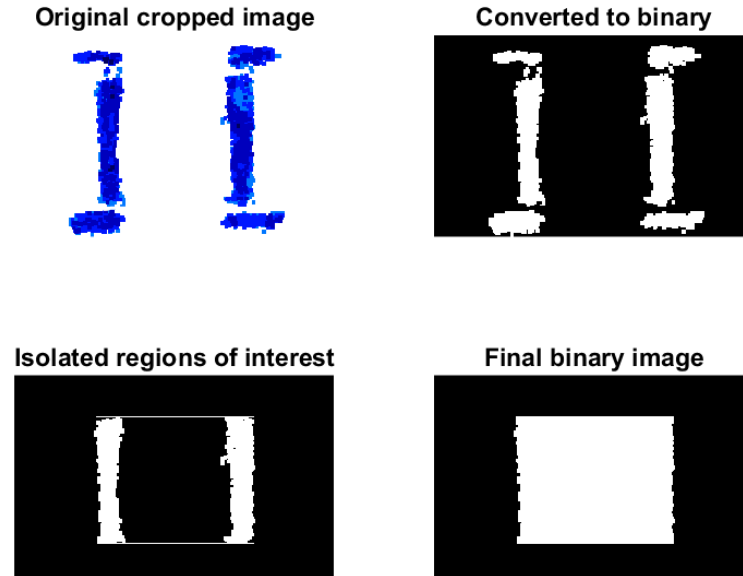 Original cropped image
Converted to binary
Isolated regions of interest
Final binary image